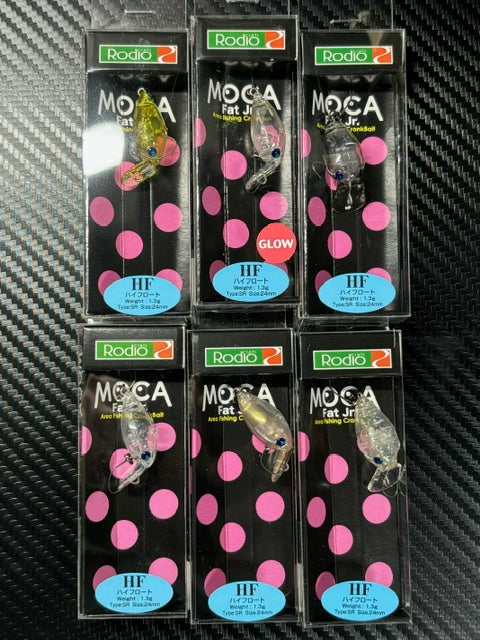 Rodio
MOCA
Fat
Area Fishing
HF
ハイフロート
Weight : 1.3g
Type:SR Size:24mm
Rodio
MOCA
Fat Jr.
Area Fishing CrankBait
GLOW
HF
ハイフロート
Weight : 1.3g
Type:SR Size:24mm
Rodio
MOCA
Jr.
CrankBait
HF
ハイフロート
Weight : 1.3g
Type:SR Size:24mm
Rodio
MOCA
Fat
Area Fishing CrankBait
HF
ハイフロート
Weight : 1.3g
Type:SR Size:24mm
Rodio
MOCA
Fat Jr.
Area Fishing
HF
ハイフロート
Weight : 1.3g
Type:SR Size:24mm
Rodio
MOCA
Fat Jr.
Area Fishing
HF
ハイフロート
Weight : 1.3g
Type:SR Size:24mm